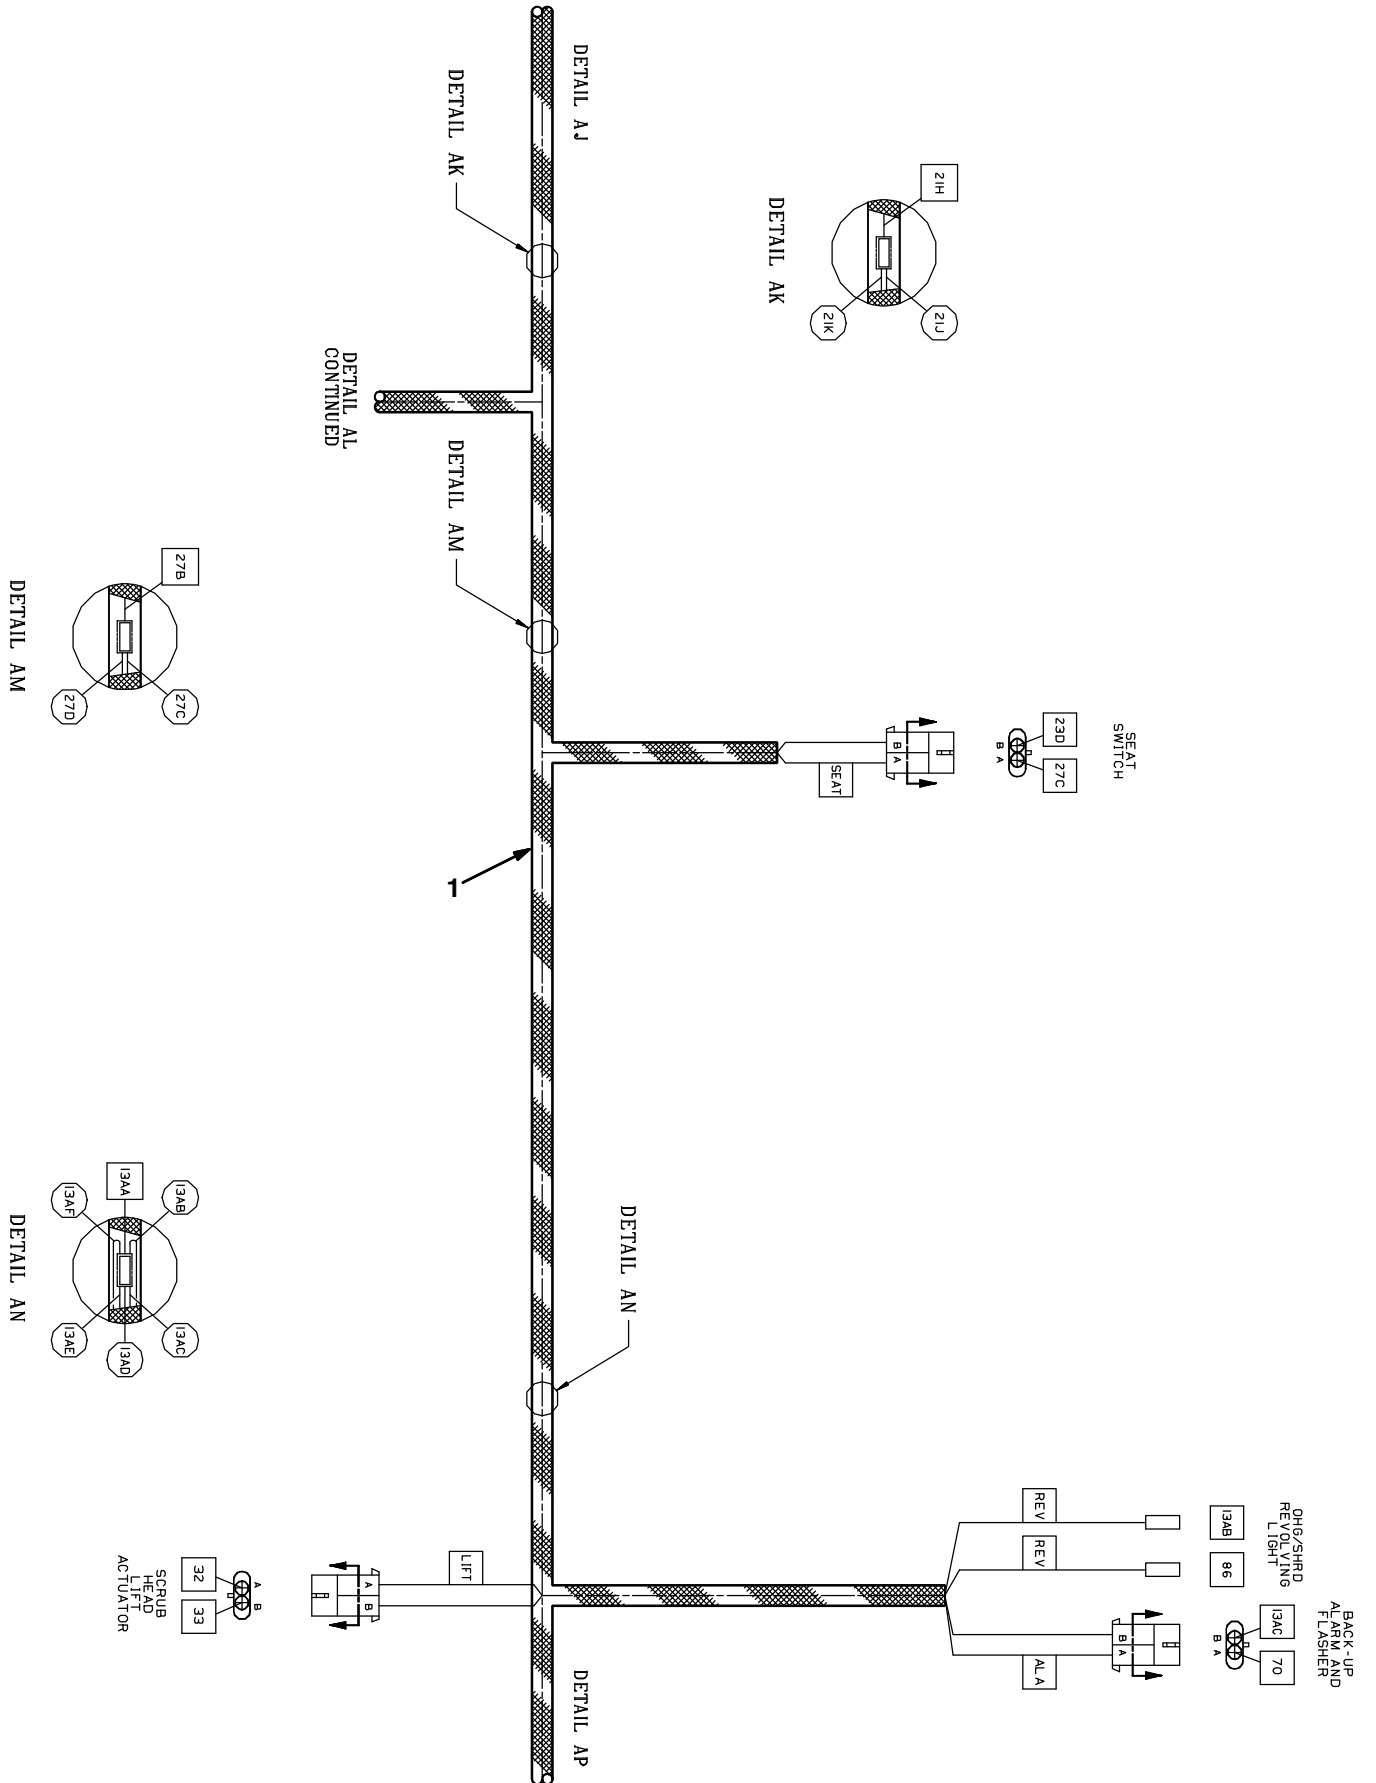 DETAIL AJ
DETAIL AK
21H
21J
21K
DETAIL AK
DETAIL AL
CONTINUED
DETAIL AM
27B
27C
27D
DETAIL AM
SEAT
SWITCH
23D
27C
B A
B A
SEAT
1
DETAIL AN
13AA
13AB
13AC
13AD
13AE
13AF
DETAIL AN
OHG/SHRD
REVOLVING
LIGHT
13AB
86
REV
REV
BACK-UP
ALARM AND
FLASHER
13AC
70
B A
B A
ALA
LIFT
A B
A B
32
33
SCRUB
HEAD
LIFT
ACTUATOR
DETAIL AP